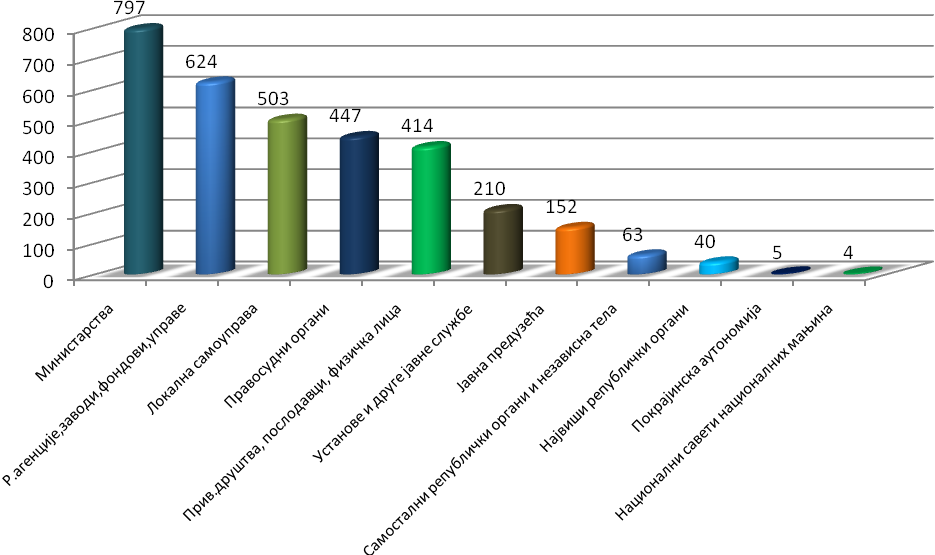 797
624
503
447
414
210
152
63
40
5
4
800
700
600
500
400
300
200
100
0
Министарства
Р.агенције,заводи,фондови,управе
Локална самоуправа
Правосудни органи
Прив.друштва, послодавци, физичка лица
Установе и друге јавне службе
Јавна предузећа
Самостални републички органи и независна тела
Највиши републички органи
Покрајинска аутономија
Национални савети националних мањина